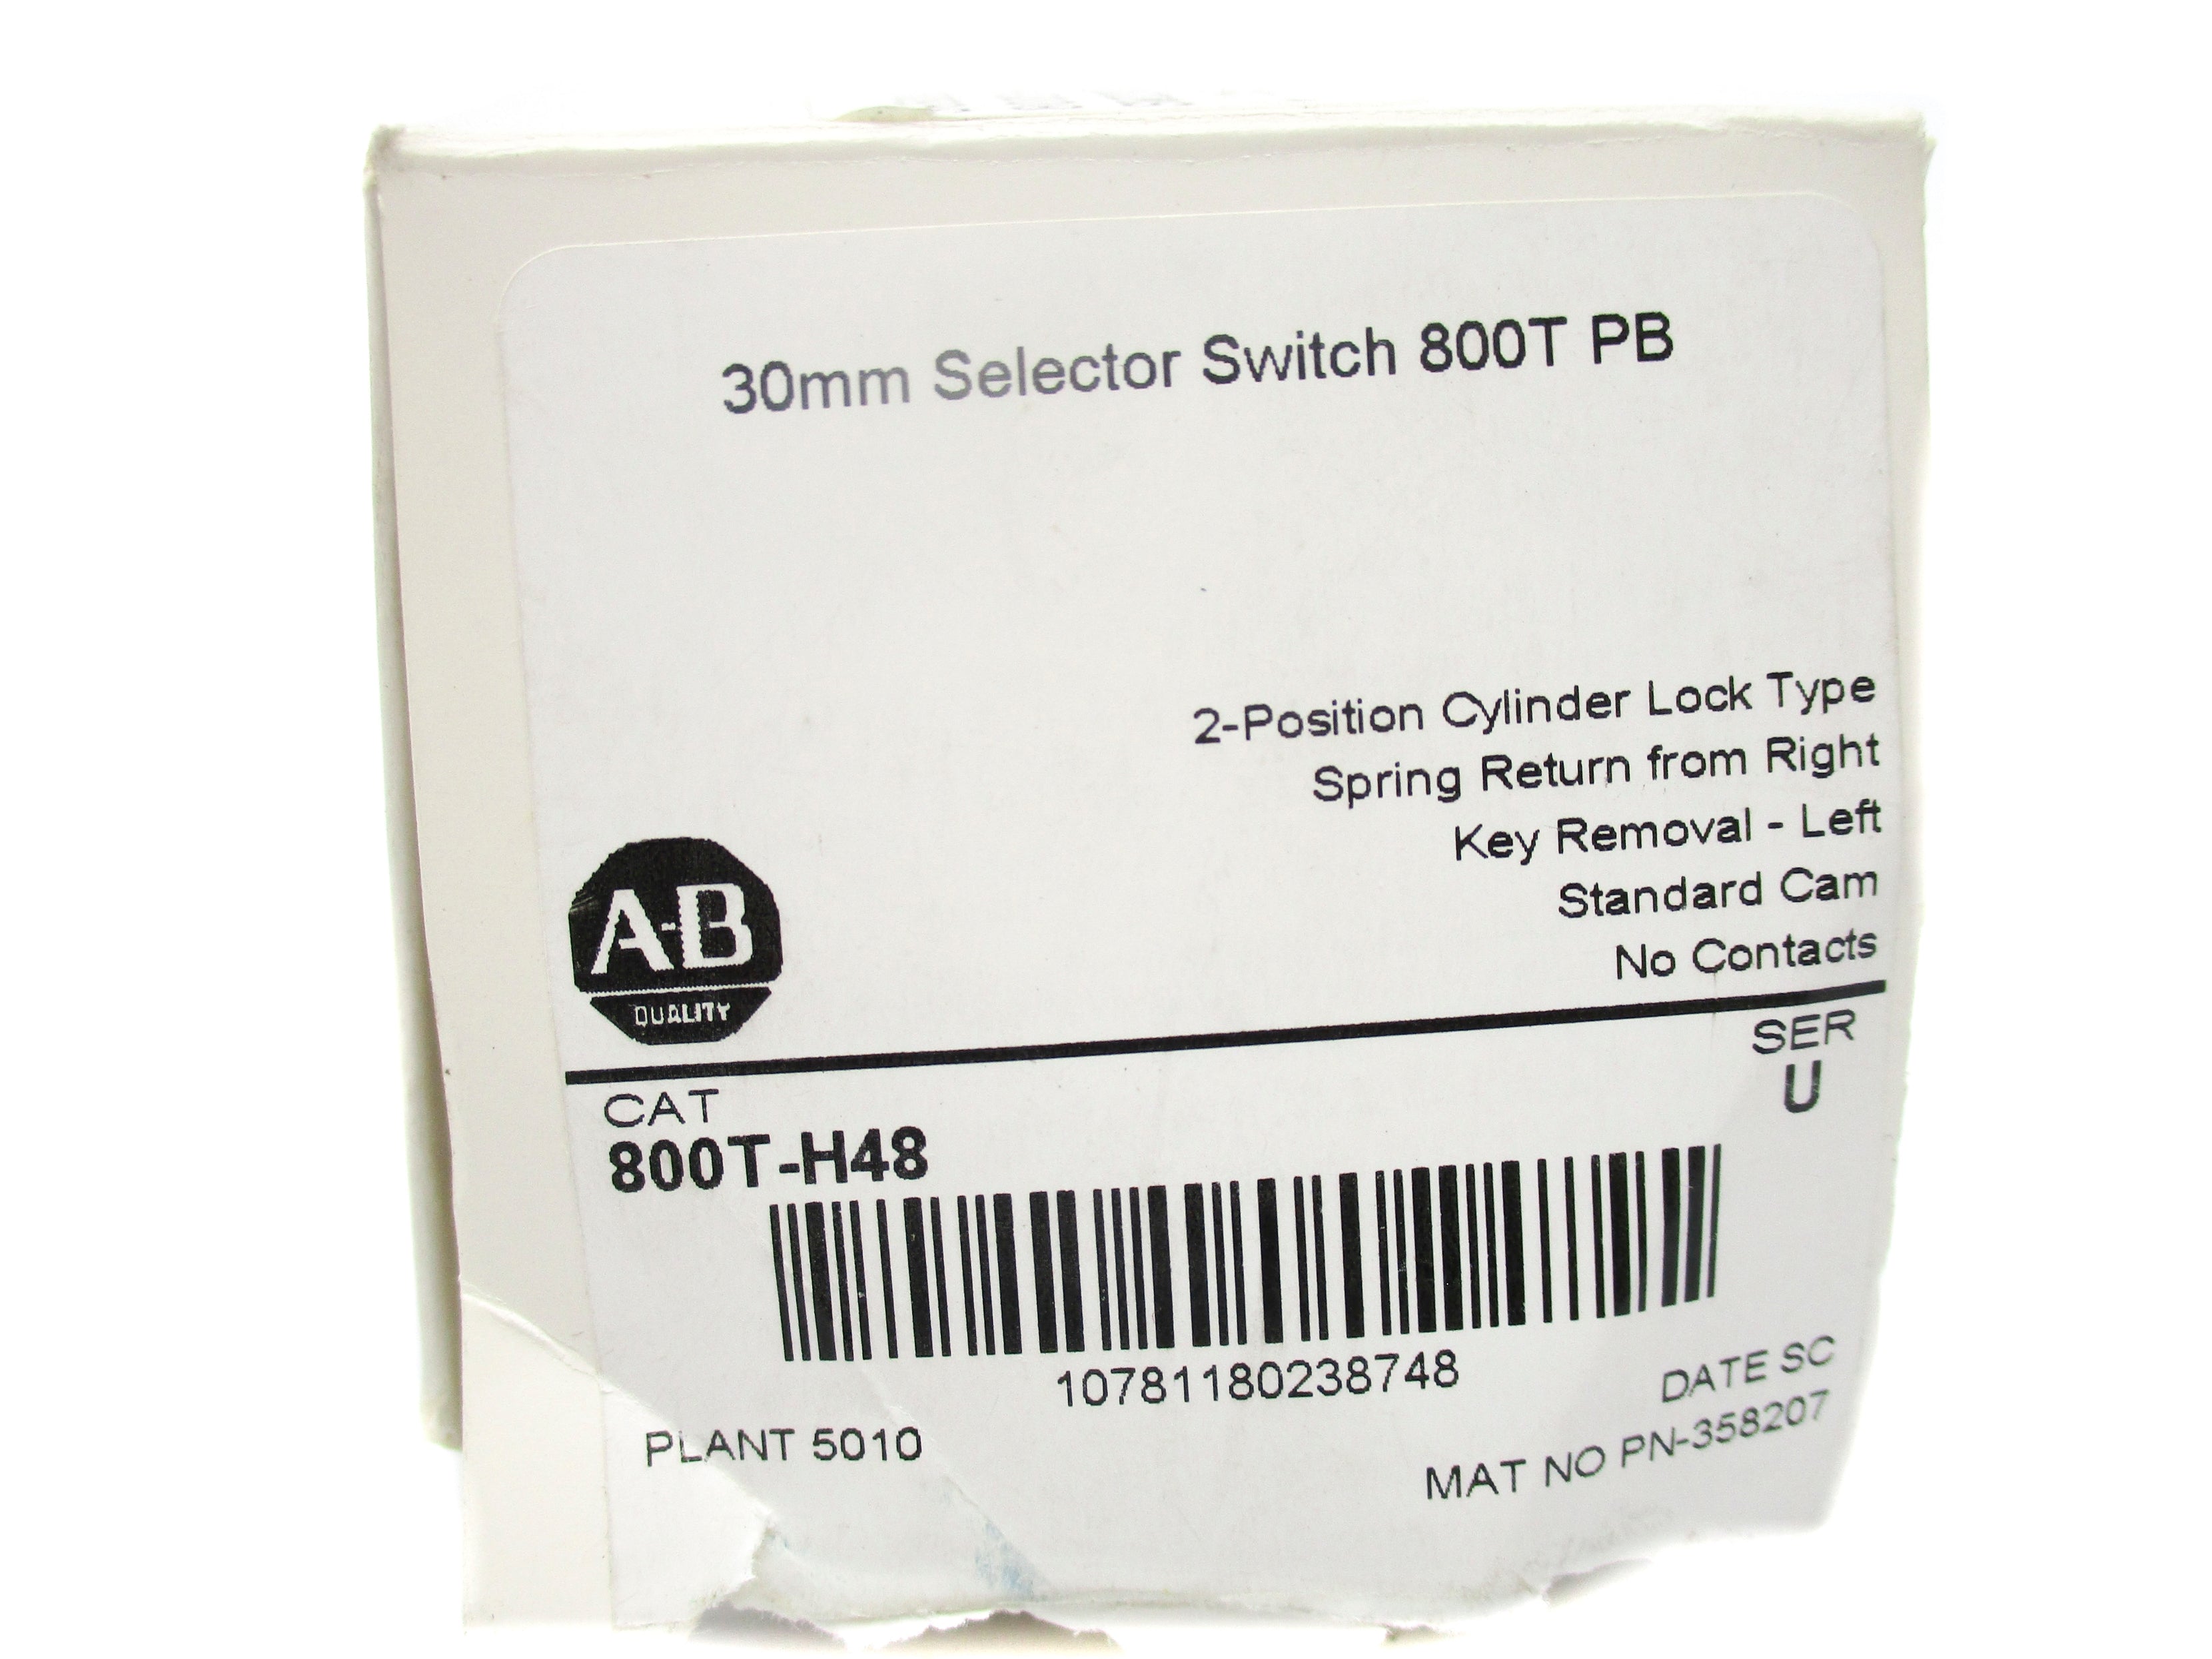 30mm Selector Switch 800T PB
2-Position Cylinder Lock Type
Spring Return from Right
Key Removal - Left
Standard Cam
No Contacts
A-B
QUALITY
SER
U
CAT
800T-H48
10781180238748
DATE SC
PLANT 5010
MAT NO PN-358207